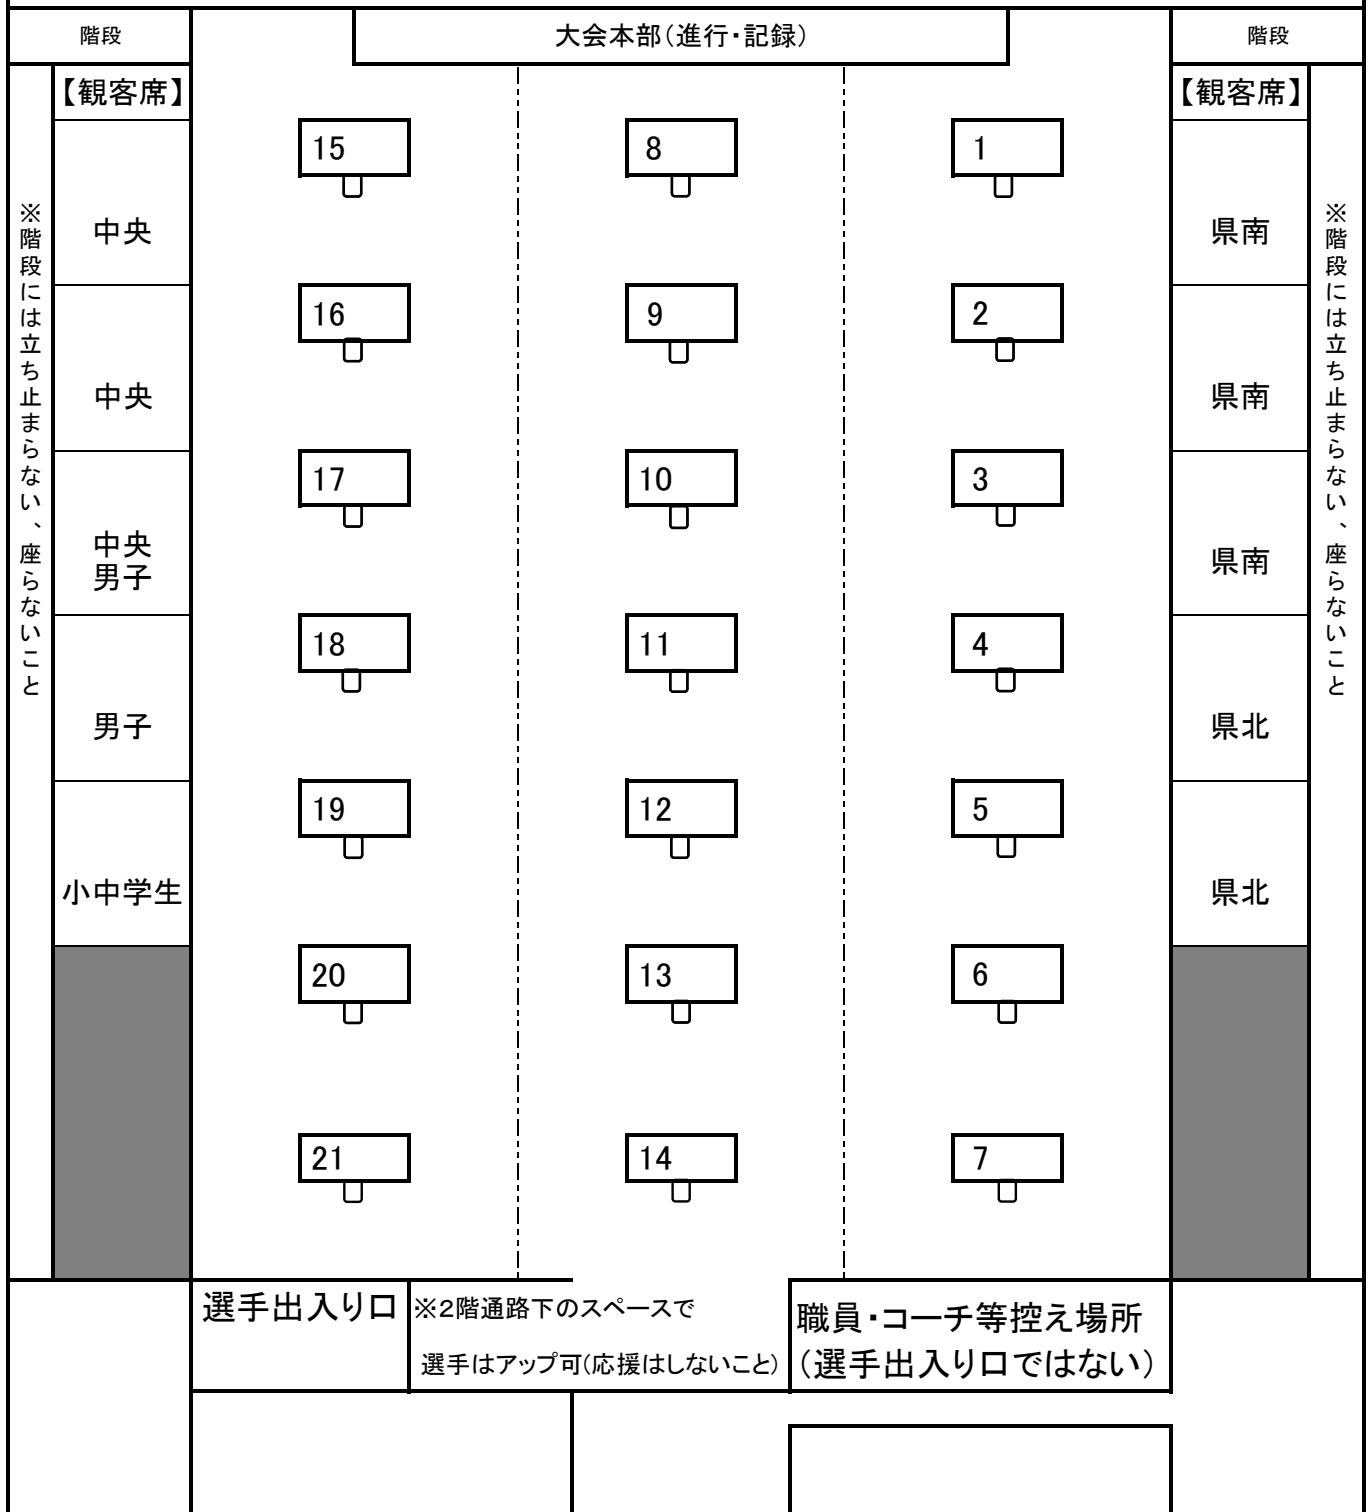 階段
大会本部（進行・記録）
階段
【観客席】
【観客席】
15
8
1
※階段には立ち止まらない、座らないこと
中央
県南
※階段には立ち止まらない、座らないこと
16
9
2
中央
県南
17
10
3
中央
男子
県南
18
11
4
男子
県北
19
12
5
小中学生
県北
20
13
6
21
14
7
選手出入り口
※2階通路下のスペースで
選手はアップ可(応援はしないこと)
職員・コーチ等控え場所
（選手出入り口ではない）